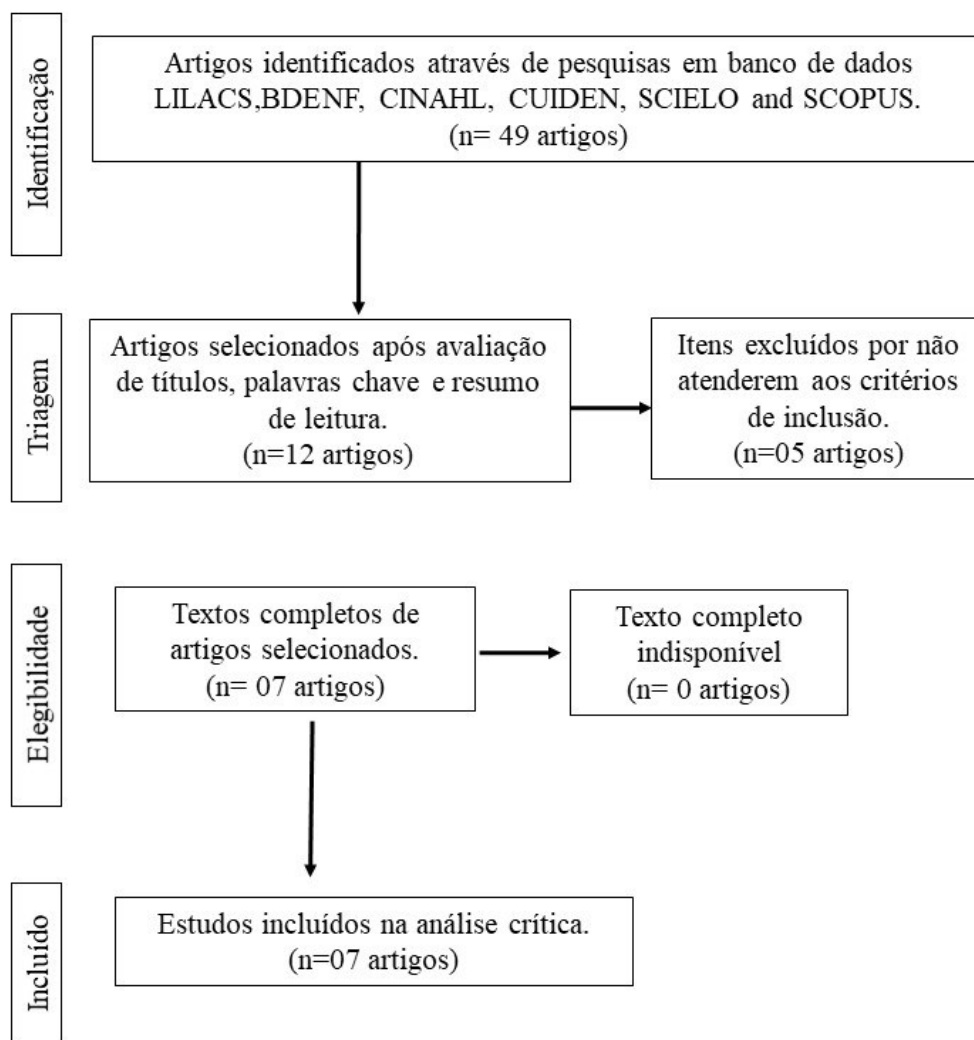 Identificação
Artigos identificados através de pesquisas em banco de dados
LILACS,BDENF, CINAHL, CUIDEN, SCIELO and SCOPUS.
(n= 49 artigos)
Triagem
Artigos selecionados após avaliação
de títulos, palavras chave e resumo
de leitura.
(n=12 artigos)
Itens excluídos por não
atenderem aos critérios
de inclusão.
(n=05 artigos)
Elegibilidade
Textos completos de
artigos selecionados.
(n= 07 artigos)
Texto completo
indisponível
(n= 0 artigos)
Incluído
Estudos incluídos na análise crítica.
(n=07 artigos)